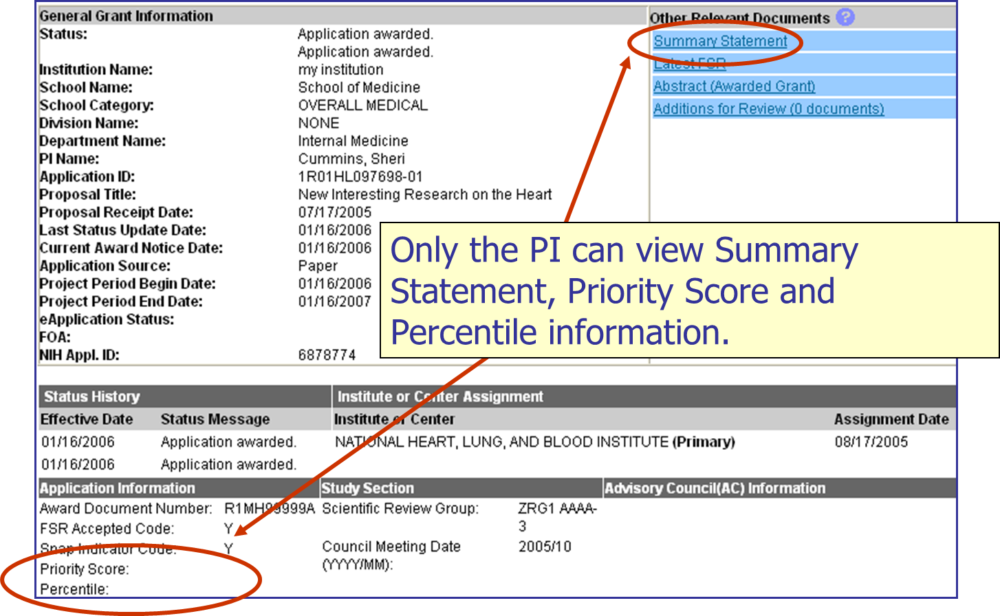 General Grant Information
Status: Application awarded.
Application awarded.
Institution Name: my institution
School Name: School of Medicine
School Category: OVERALL MEDICAL
Division Name: NONE
Department Name: Internal Medicine
PI Name: Cummins, Sheri
Application ID: 1R01HL097698-01
Proposal Title: New Interesting Research on the Heart
Proposal Receipt Date: 07/17/2005
Last Status Update Date: 01/16/2006
Current Award Notice Date: 01/16/2006
Application Source: Paper
Project Period Begin Date: 01/16/2006
Project Period End Date: 01/16/2007
eApplication Status:
FOA:
NIH Appl. ID: 6878774
Other Relevant Documents ?
Summary Statement
Latest FSR
Abstract (Awarded Grant)
Additions for Review (0 documents)
Only the PI can view Summary
Statement, Priority Score and
Percentile information.
Status History
Effective Date Status Message
01/16/2006 Application awarded.
01/16/2006 Application awarded.
Institute or Center Assignment
Institute or Center Assignment Date
NATIONAL HEART, LUNG, AND BLOOD INSTITUTE (Primary) 08/17/2005
Application Information
Award Document Number: R1MH99999A
FSR Accepted Code: Y
Snap Indicator Code: Y
Priority Score:
Percentile:
Study Section
Scientific Review Group: ZRG1 AAAA-
3
Council Meeting Date 2005/10
(YYYY/MM):
Advisory Council(AC) Information